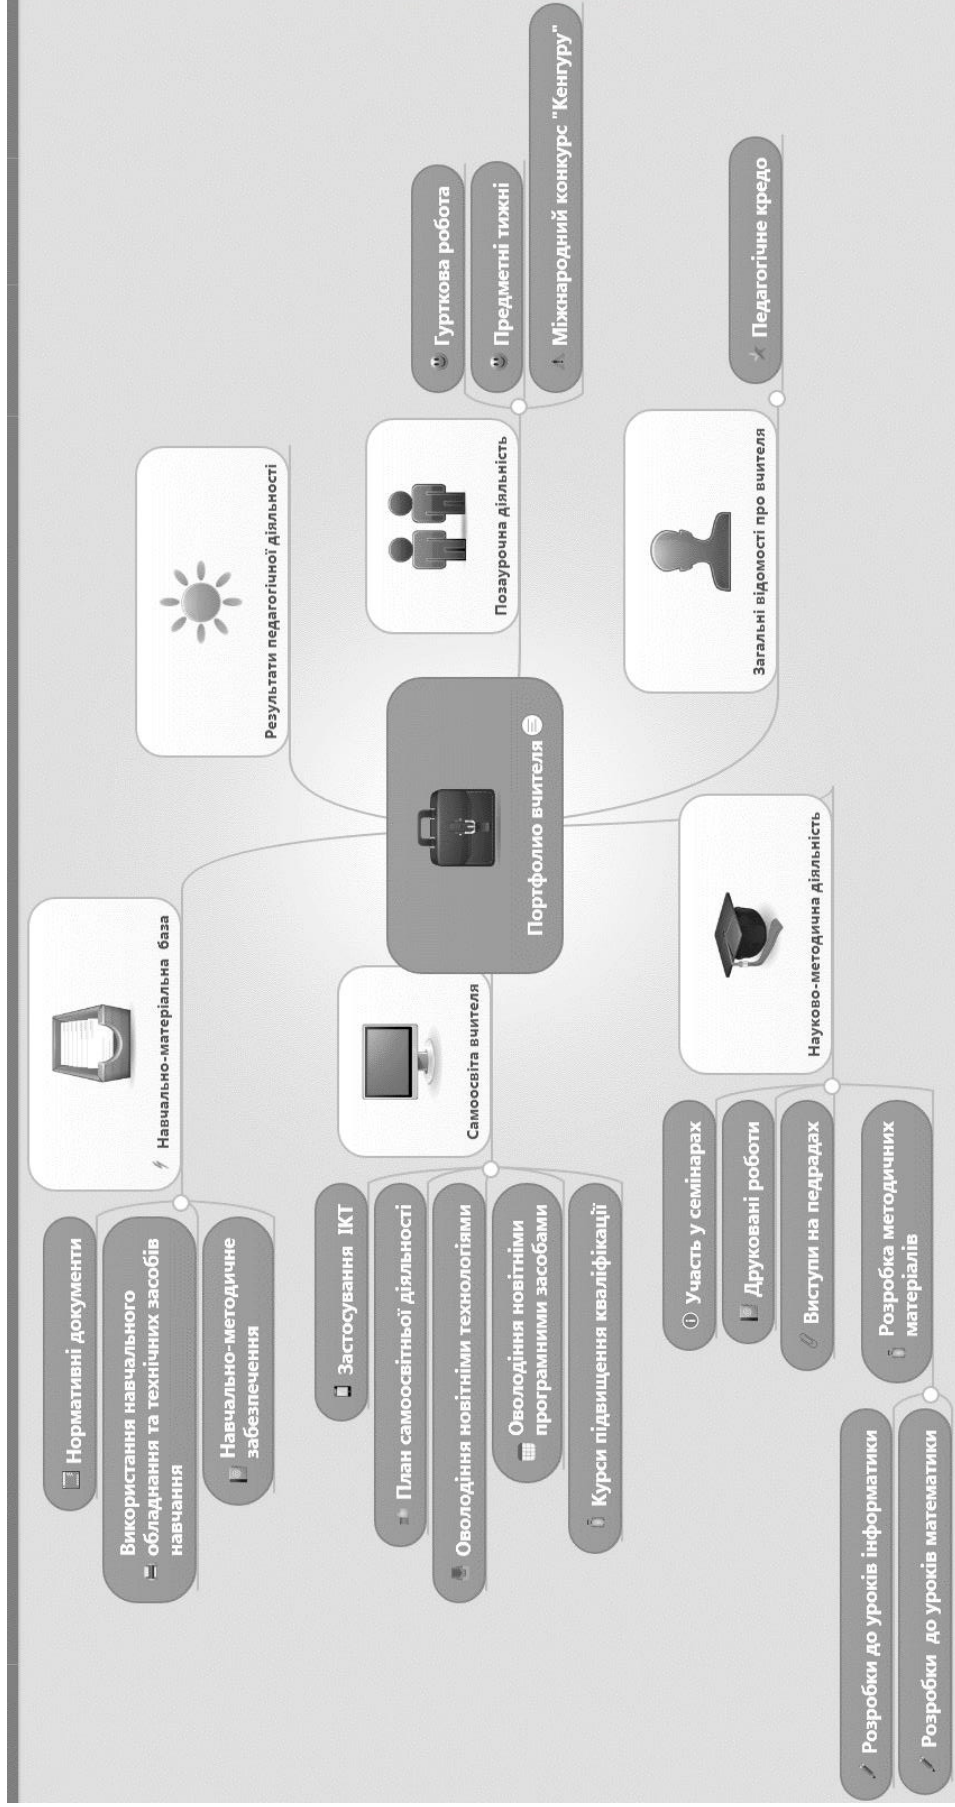 Навчально-матеріальна база
Нормативні документи
Використання навчального
обладнання та технічних засобів
навчання
Навчально-методичне
забезпечення
Результати педагогічної діяльності
Самоосвіта вчителя
Застосування ІКТ
План самоосвітньої діяльності
Оволодіння новітніми технологіями
Оволодіння новітніми
програмними засобами
Курси підвищення кваліфікації
Портфолио вчителя
Позаурочна діяльність
Гурткова робота
Предметні тижні
Міжнародний конкурс "Кенгуру"
Науково-методична діяльність
Участь у семінарах
Друковані роботи
Виступи на педрадах
Розробка методичних
матеріалів
Розробки до уроків інформатики
Розробки до уроків математики
Загальні відомості про вчителя
Педагогічне кредо